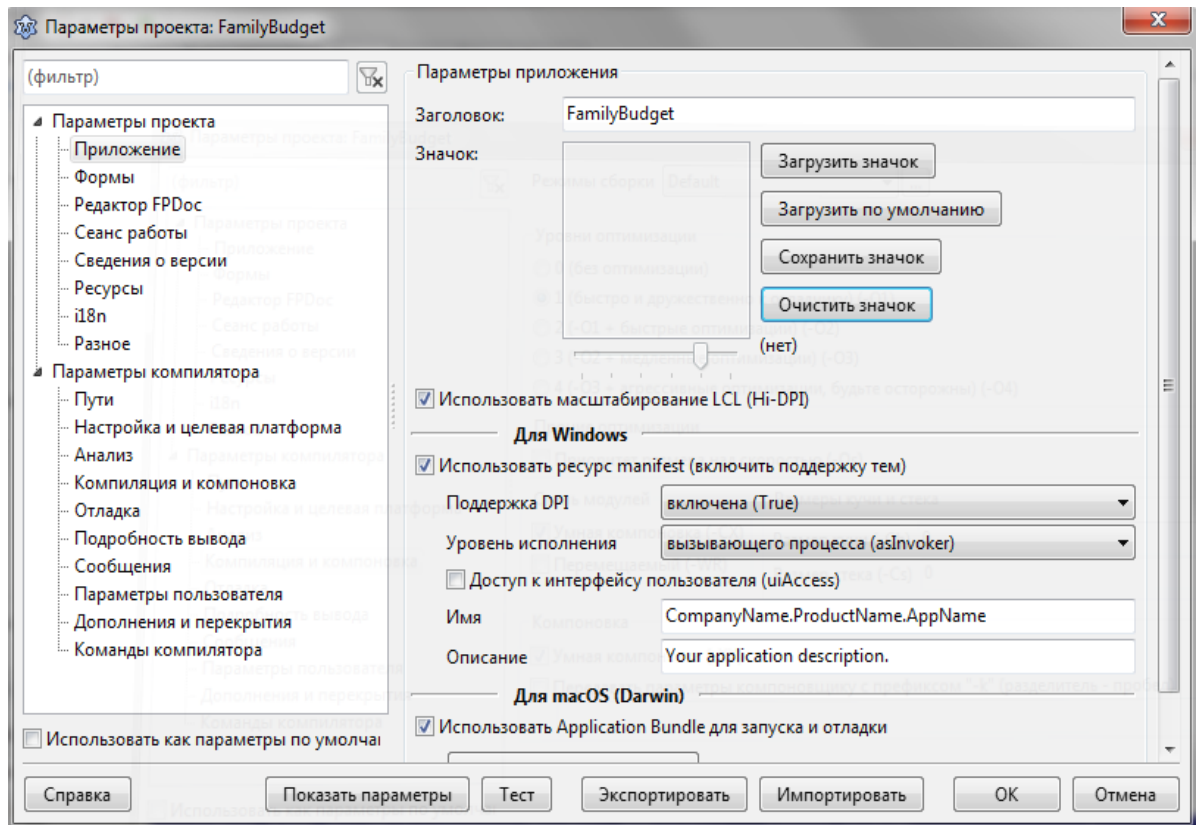 Параметры проекта: FamilyBudget
(фильтр)
Параметры проекта
Приложение
Формы
Редактор FPDoc
Сеанс работы
Сведения о версии
Ресурсы
i18n
Разное
Параметры компилятора
Пути
Настройка и целевая платформа
Анализ
Компиляция и компоновка
Отладка
Подробность вывода
Сообщения
Параметры пользователя
Дополнения и перекрытия
Команды компилятора
Использовать как параметры по умолчан
Параметры приложения
Заголовок: FamilyBudget
Значок:
Загрузить значок
Загрузить по умолчанию
Сохранить значок
Очистить значок
(нет)
Использовать масштабирование LCL (Hi-DPI)
Для Windows
Использовать ресурс manifest (включить поддержку тем)
Поддержка DPI включена (True)
Уровень исполнения вызывающего процесса (asInvoker)
Доступ к интерфейсу пользователя (uiAccess)
Имя CompanyName.ProductName.AppName
Описание Your application description.
Для macOS (Darwin)
Использовать Application Bundle для запуска и отладки
Справка Показать параметры Тест Экспортировать Импортировать OK Отмена